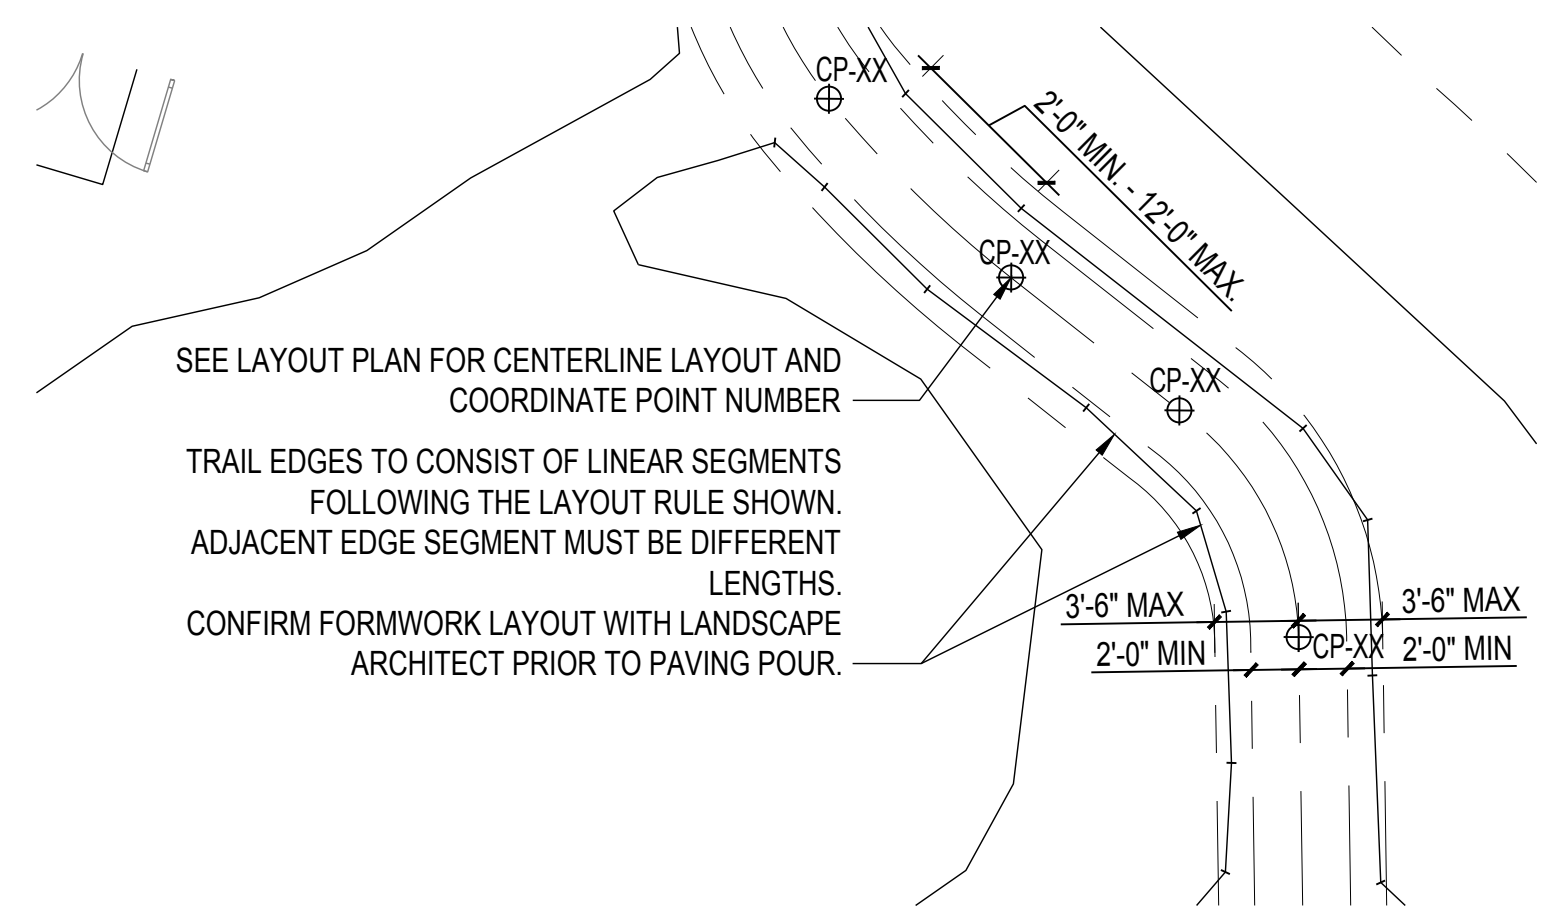 CP-XX
2'-0" MIN. - 12'-0" MAX.
CP-XX
SEE LAYOUT PLAN FOR CENTERLINE LAYOUT AND
COORDINATE POINT NUMBER
CP-XX
TRAIL EDGES TO CONSIST OF LINEAR SEGMENTS
FOLLOWING THE LAYOUT RULE SHOWN.
ADJACENT EDGE SEGMENT MUST BE DIFFERENT
LENGTHS.
CONFIRM FORMWORK LAYOUT WITH LANDSCAPE
ARCHITECT PRIOR TO PAVING POUR.
3'-6" MAX
3'-6" MAX
2'-0" MIN
CP-XX
2'-0" MIN